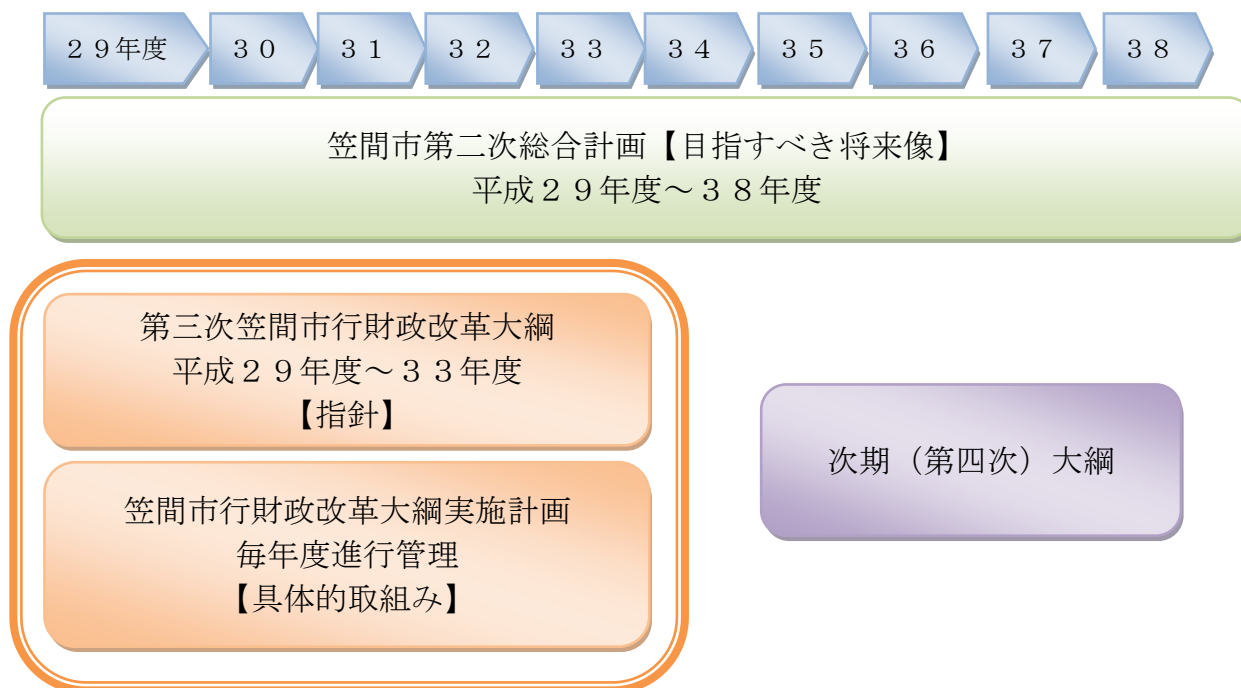 ２９年度 ３０ ３１ ３２ ３３ ３４ ３５ ３６ ３７ ３８
笠間市第二次総合計画【目指すべき将来像】
平成２９年度～３８年度
第三次笠間市行財政改革大綱
平成２９年度～３３年度
【指針】
笠間市行財政改革大綱実施計画
毎年度進行管理
【具体的取組み】
次期（第四次）大綱